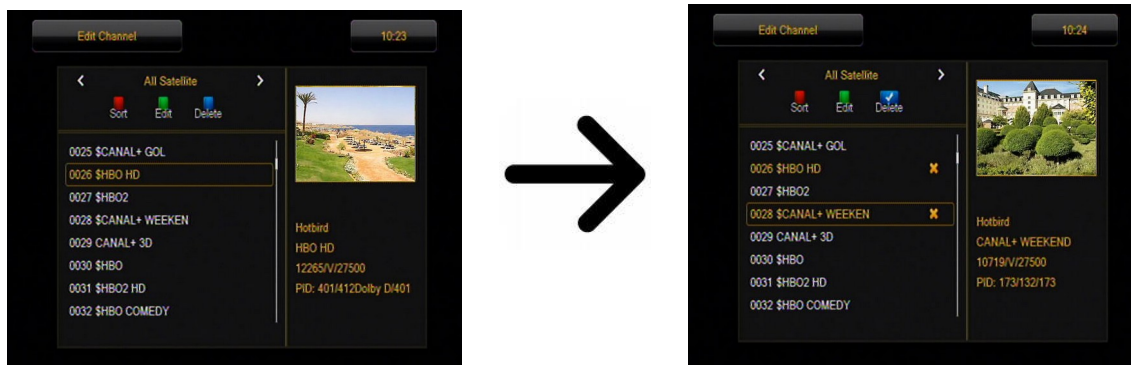 Edit Channel
10:23
< All Satellite >
Sort Edit Delete
0025 $CANAL+ GOL
0026 $HBO HD
0027 $HBO2
0028 $CANAL+ WEEKEN
0029 CANAL+ 3D
0030 $HBO
0031 $HBO2 HD
0032 $HBO COMEDY
Hotbird
HBO HD
12265/V/27500
PID: 401/412Dolby D/401
Edit Channel
10:24
< All Satellite >
Sort Edit Delete
0025 $CANAL+ GOL
0026 $HBO HD
0027 $HBO2
0028 $CANAL+ WEEKEN
0029 CANAL+ 3D
0030 $HBO
0031 $HBO2 HD
0032 $HBO COMEDY
Hotbird
CANAL+ WEEKEND
10719/V/27500
PID: 173/132/173